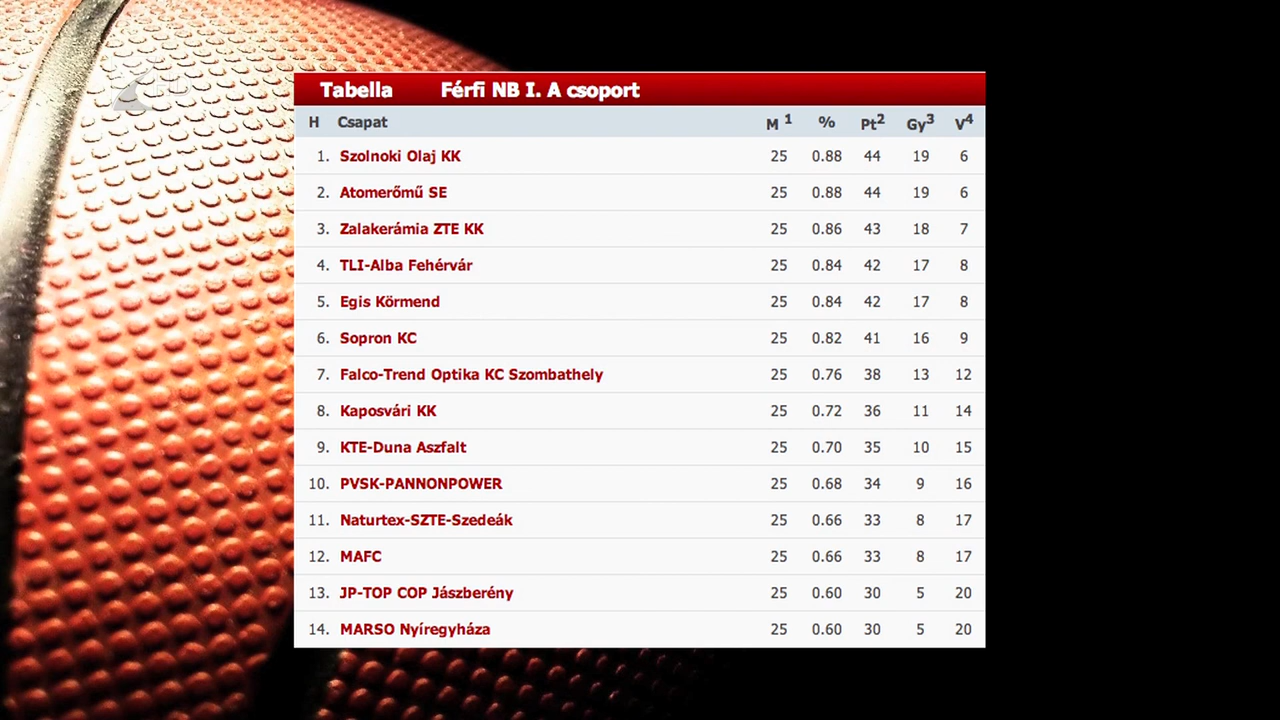 Tabella Férfi NB I. A csoport
H Csapat M 1 % Pt2 Gy3 V4
1. Szolnoki Olaj KK 25 0.88 44 19 6
2. Atomerőmű SE 25 0.88 44 19 6
3. Zalakerámia ZTE KK 25 0.86 43 18 7
4. TLI-Alba Fehérvár 25 0.84 42 17 8
5. Egis Körmend 25 0.84 42 17 8
6. Sopron KC 25 0.82 41 16 9
7. Falco-Trend Optika KC Szombathely 25 0.76 38 13 12
8. Kaposvári KK 25 0.72 36 11 14
9. KTE-Duna Aszfalt 25 0.70 35 10 15
10. PVSK-PANNONPOWER 25 0.68 34 9 16
11. Naturtex-SZTE-Szedeák 25 0.66 33 8 17
12. MAFC 25 0.66 33 8 17
13. JP-TOP COP Jászberény 25 0.60 30 5 20
14. MARSO Nyíregyháza 25 0.60 30 5 20